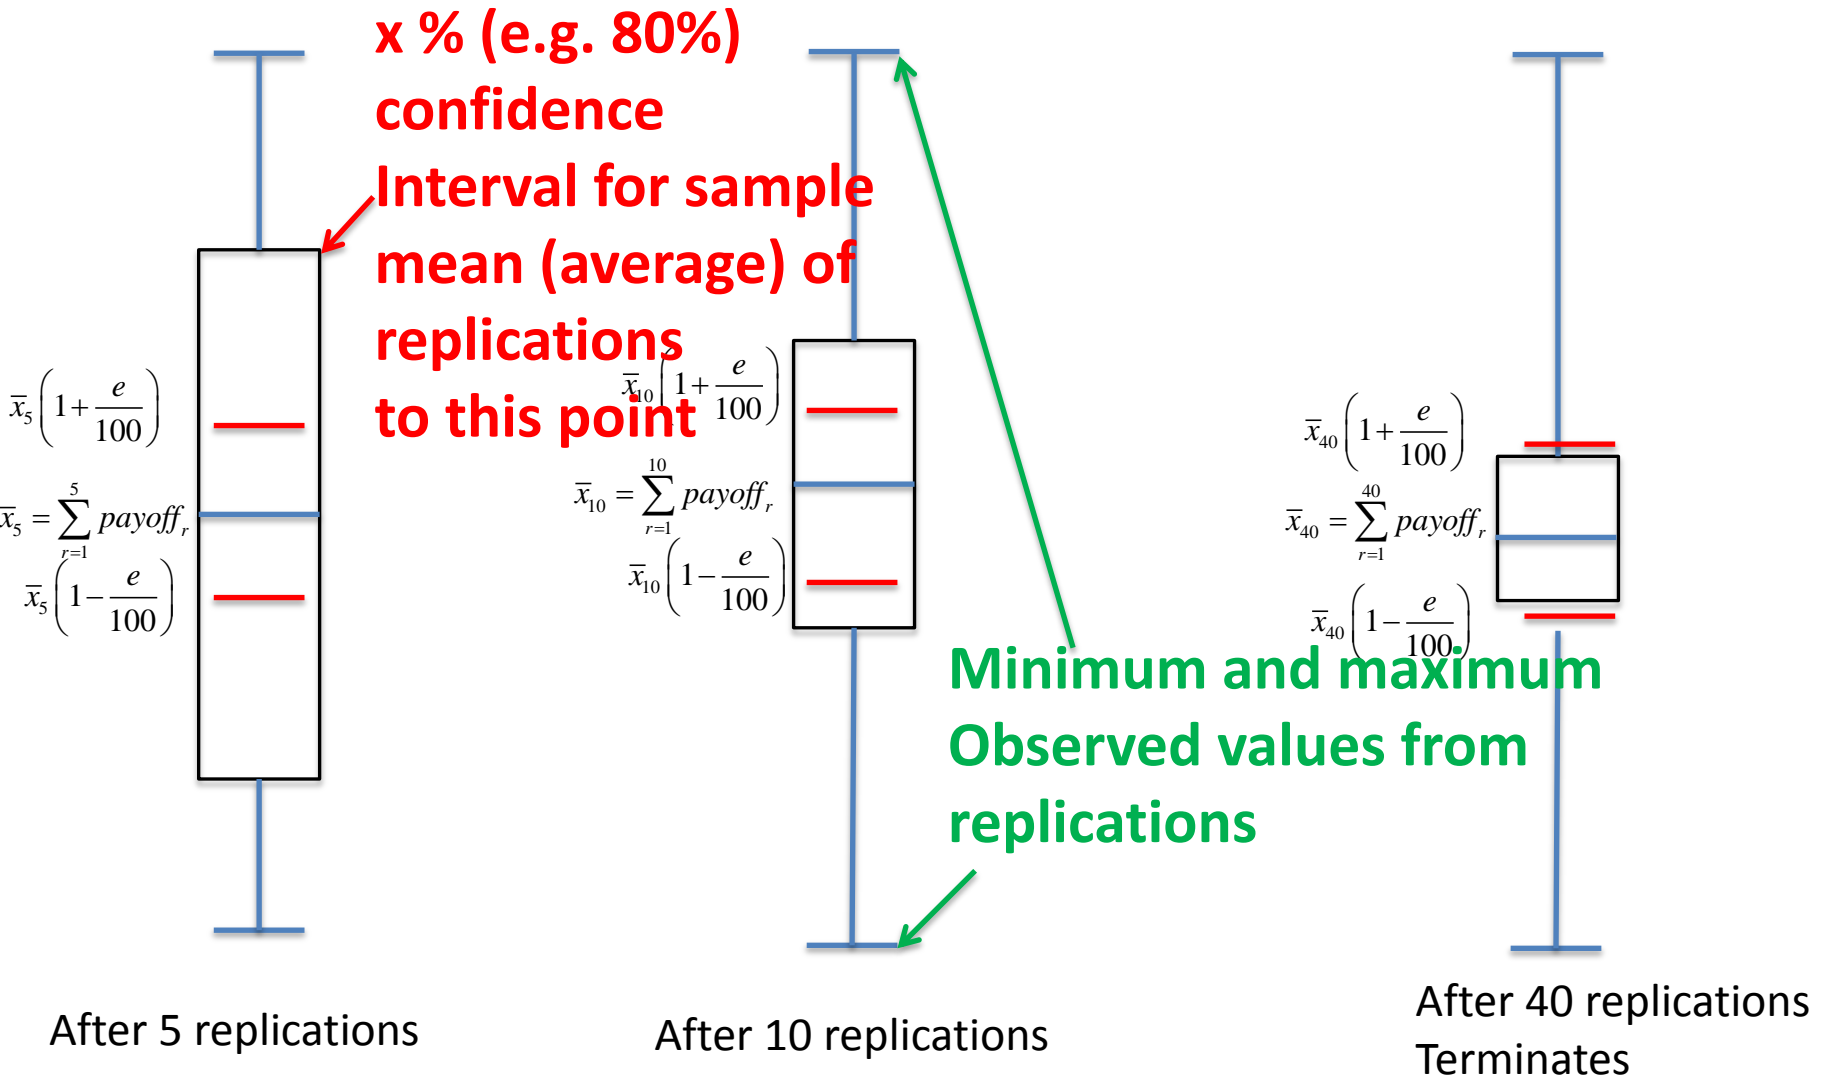 x % (e.g. 80%)
confidence
Interval for sample
mean (average) of
replications
to this point
x̄₅(1+e/100)
x̄₅ = ∑_{r=1}^{5} payoff_r
x̄₅(1−e/100)
x̄₁₀(1+e/100)
x̄₁₀ = ∑_{r=1}^{10} payoff_r
x̄₁₀(1−e/100)
x̄₄₀(1+e/100)
x̄₄₀ = ∑_{r=1}^{40} payoff_r
x̄₄₀(1−e/100)
Minimum and maximum
Observed values from
replications
After 5 replications
After 10 replications
After 40 replications
Terminates